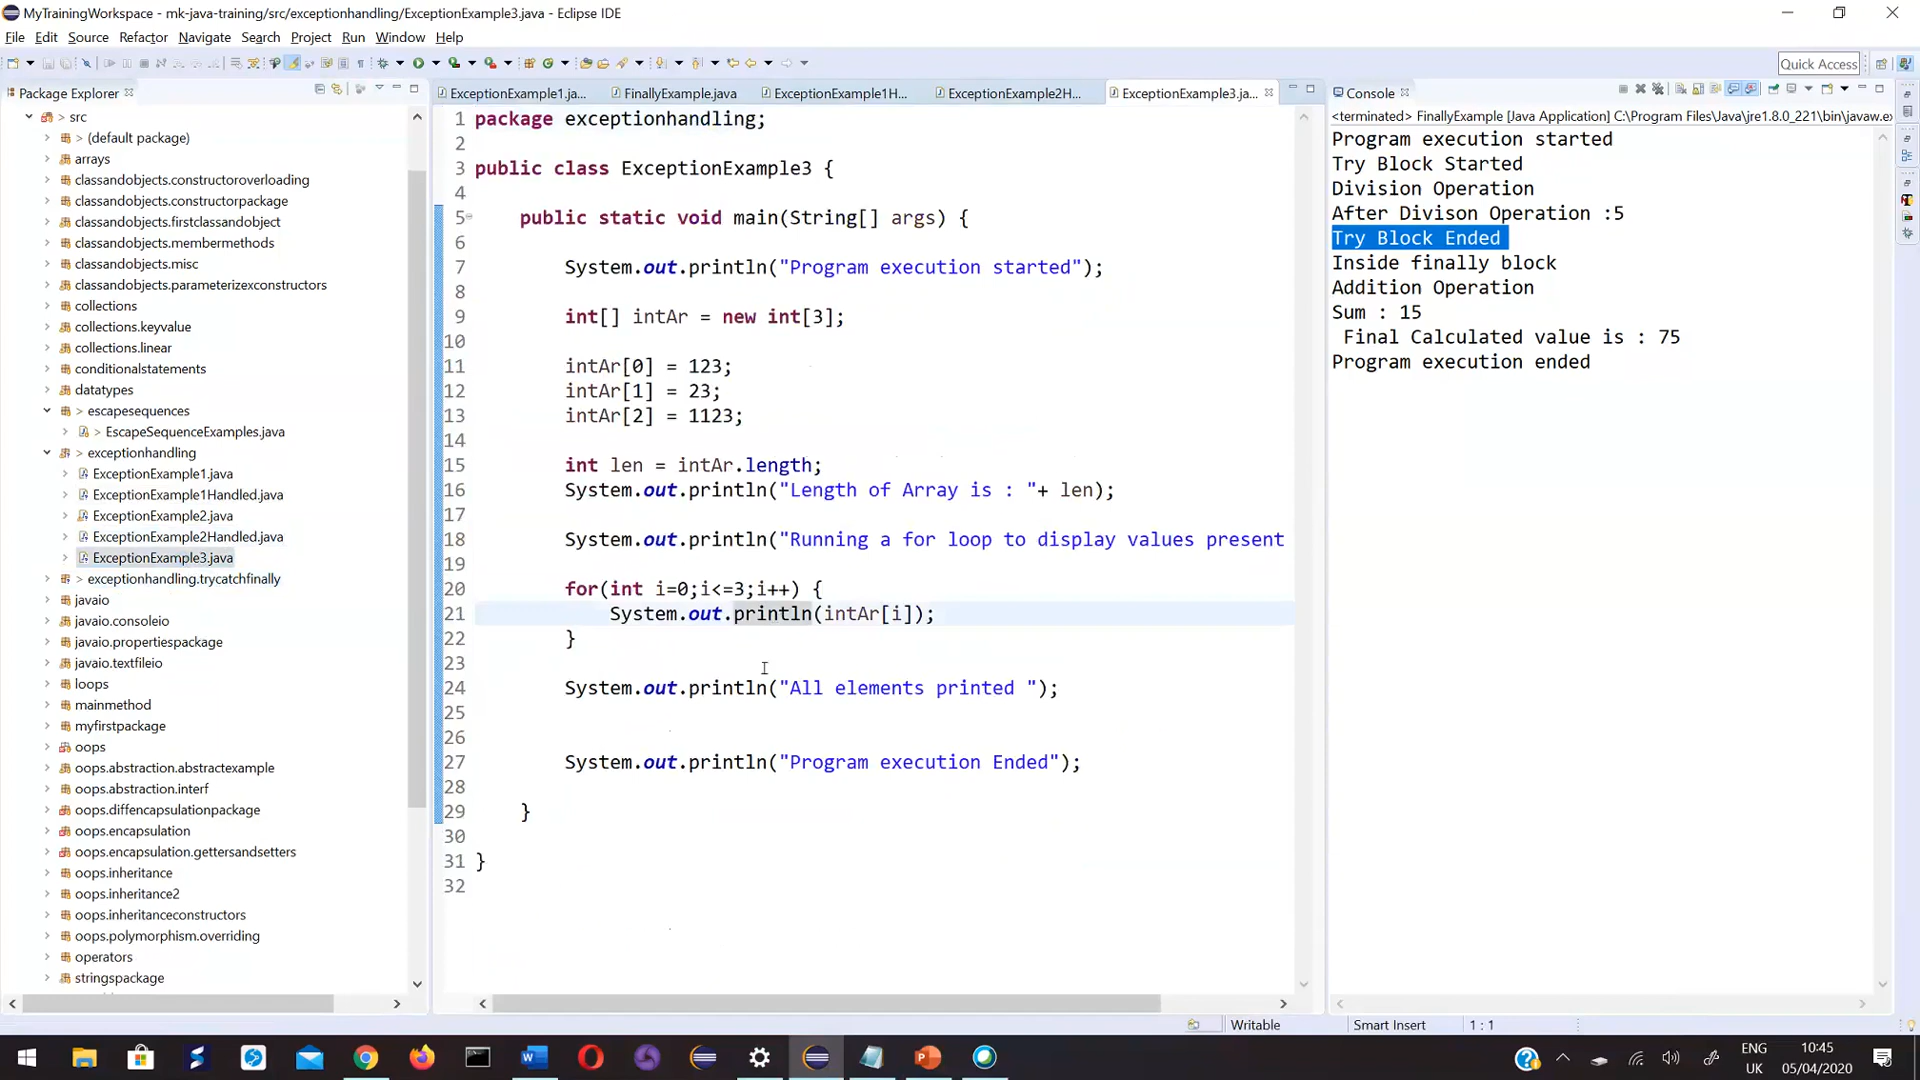 MyTrainingWorkspace - mk-java-training/src/exceptionhandling/ExceptionExample3.java - Eclipse IDE
File Edit Source Refactor Navigate Search Project Run Window Help
Quick Access
Package Explorer
src
> (default package)
arrays
classandobjects.constructoroverloading
classandobjects.constructorpackage
classandobjects.firstclassandobject
classandobjects.membermethods
classandobjects.misc
classandobjects.parameterizexconstructors
collections
collections.keyvalue
collections.linear
conditionalstatements
datatypes
> escapesequences
> EscapeSequenceExamples.java
> exceptionhandling
ExceptionExample1.java
ExceptionExample1Handled.java
ExceptionExample2.java
ExceptionExample2Handled.java
ExceptionExample3.java
> exceptionhandling.trycatchfinally
javaio
javaio.consoleio
javaio.propertiespackage
javaio.textfileio
loops
mainmethod
myfirstpackage
oops
oops.abstraction.abstractexample
oops.abstraction.interf
oops.diffencapsulationpackage
oops.encapsulation
oops.encapsulation.gettersandsetters
oops.inheritance
oops.inheritance2
oops.inheritanceconstructors
oops.polymorphism.overriding
operators
stringspackage
ExceptionExample1.ja... FinallyExample.java ExceptionExample1H... ExceptionExample2H... ExceptionExample3.ja...
1 package exceptionhandling;
2
3 public class ExceptionExample3 {
4
5 public static void main(String[] args) {
6
7 System.out.println("Program execution started");
8
9 int[] intAr = new int[3];
10
11 intAr[0] = 123;
12 intAr[1] = 23;
13 intAr[2] = 1123;
14
15 int len = intAr.length;
16 System.out.println("Length of Array is : "+ len);
17
18 System.out.println("Running a for loop to display values present
19
20 for(int i=0;i<=3;i++) {
21 System.out.println(intAr[i]);
22 }
23
24 System.out.println("All elements printed ");
25
26
27 System.out.println("Program execution Ended");
28
29 }
30
31 }
32
Console
<terminated> FinallyExample [Java Application] C:\Program Files\Java\jre1.8.0_221\bin\javaw.ex
Program execution started
Try Block Started
Division Operation
After Divison Operation :5
Try Block Ended
Inside finally block
Addition Operation
Sum : 15
Final Calculated value is : 75
Program execution ended
Writable Smart Insert 1 : 1
ENG
UK
10:45
05/04/2020